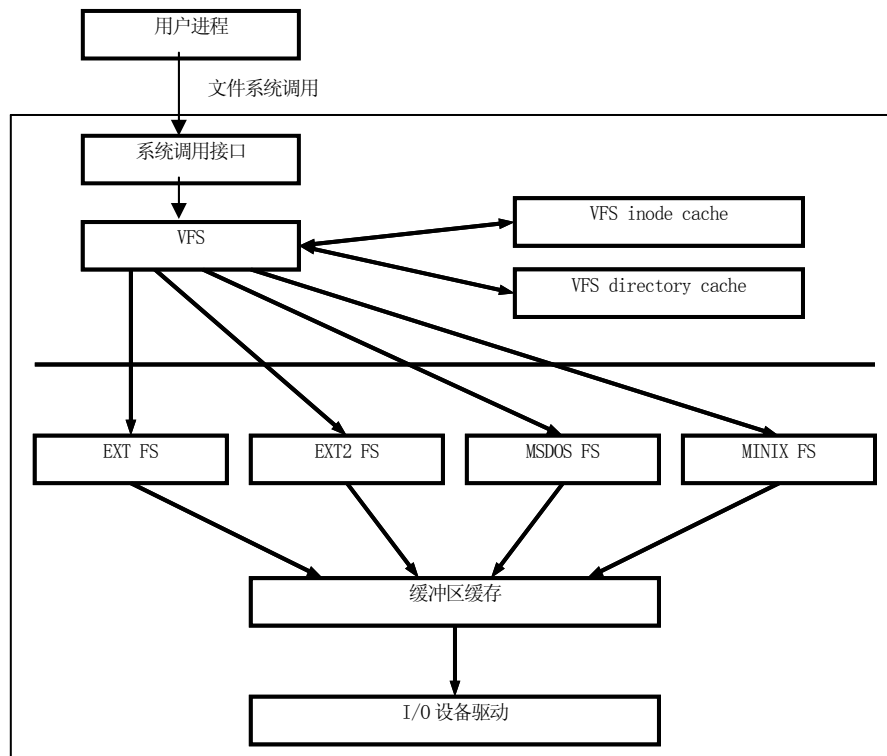 用户进程
文件系统调用
系统调用接口
VFS inode cache
VFS
VFS directory cache
EXT FS
EXT2 FS
MSDOS FS
MINIX FS
缓冲区缓存
I/O 设备驱动